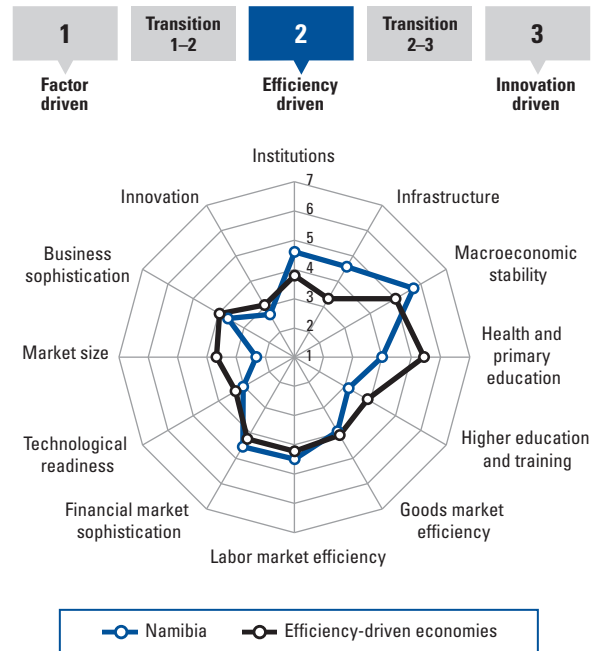 1
Transition
1–2
2
Transition
2–3
3
Factor
driven
Efficiency
driven
Innovation
driven
Institutions
7
6
5
4
3
2
1
Infrastructure
Macroeconomic
stability
Health and
primary
education
Higher education
and training
Goods market
efficiency
Labor market efficiency
Financial market
sophistication
Technological
readiness
Market size
Business
sophistication
Innovation
Namibia
Efficiency-driven economies